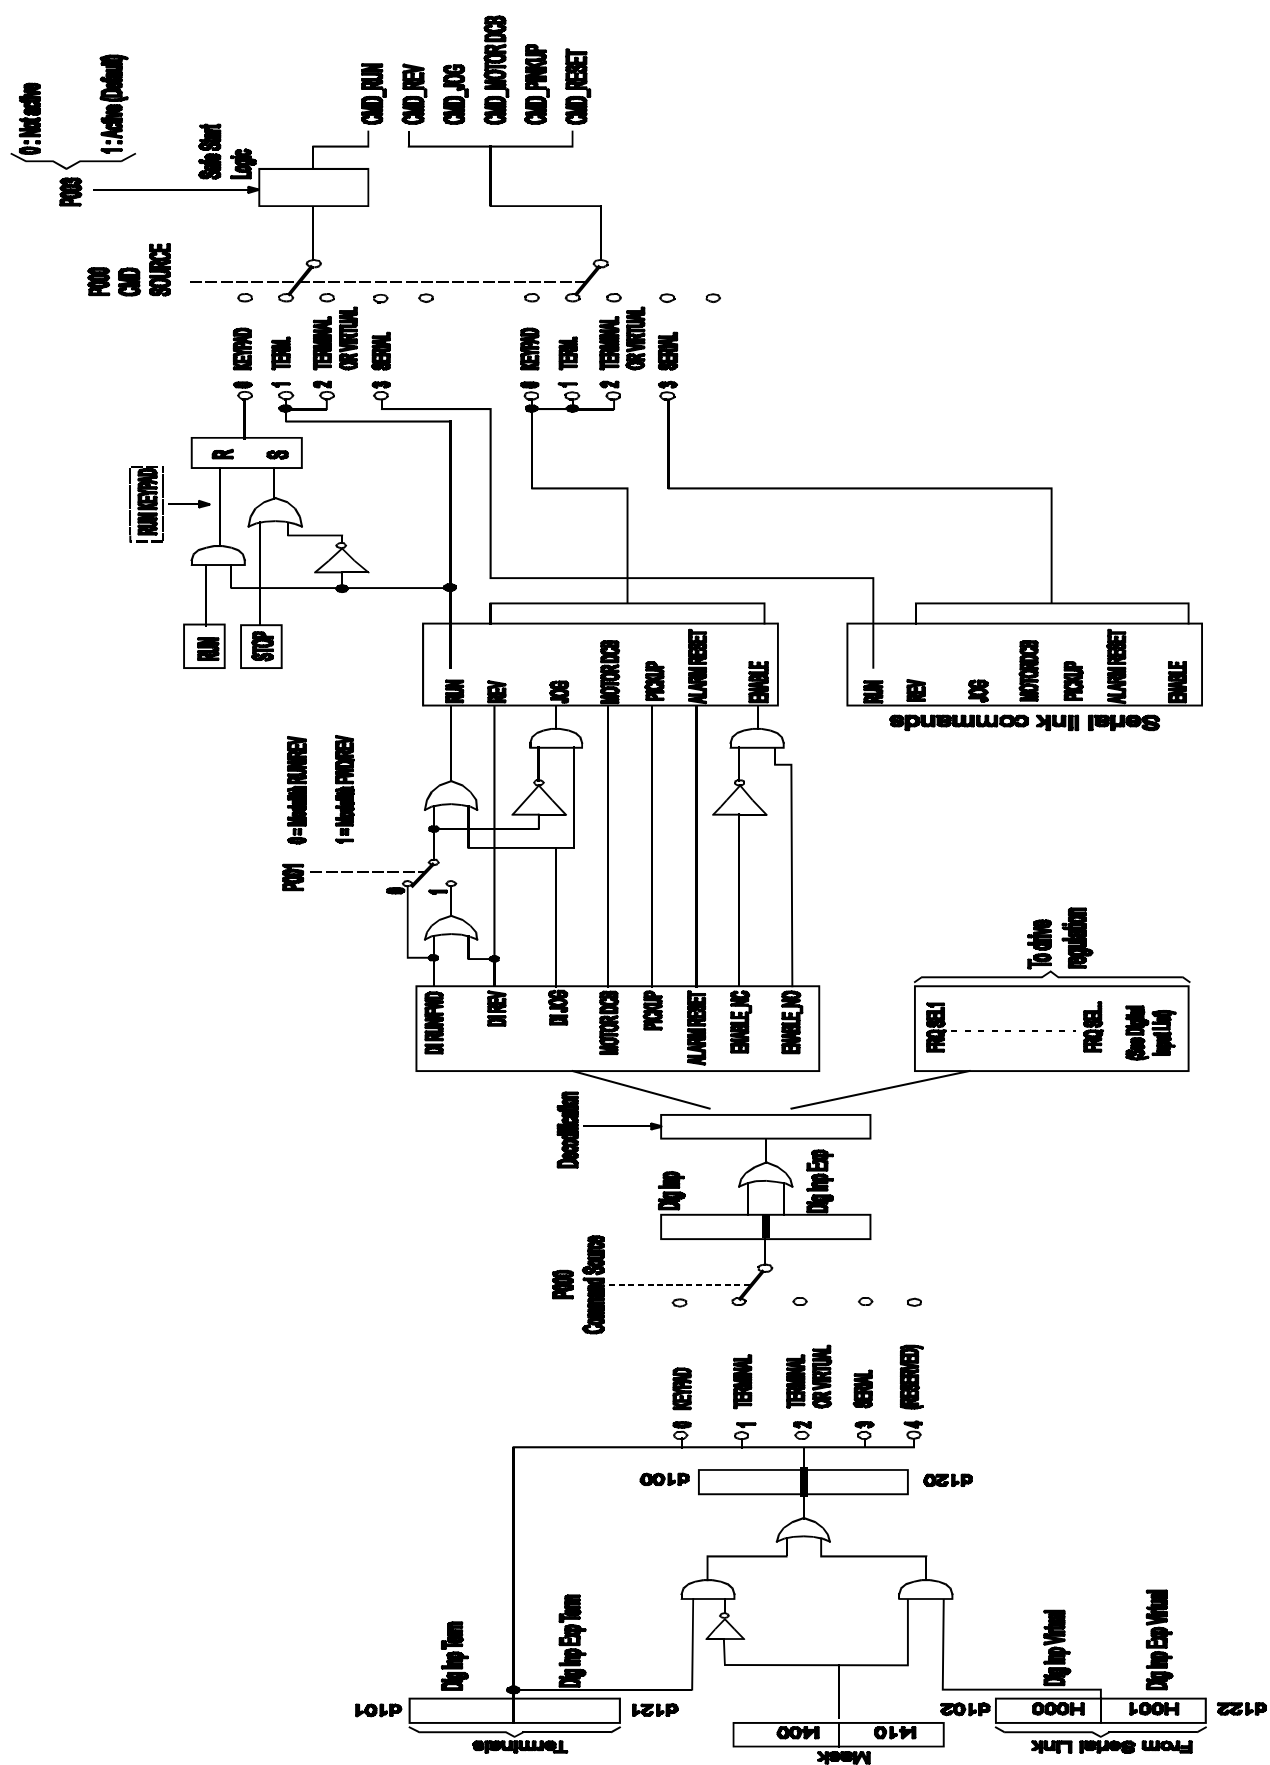 0 : Not active
1 : Active (Default)
P003
Safe Start
Logic
CMD_RUN
CMD_REV
CMD_JOG
CMD_MOTOR DCB
CMD_PINKUP
CMD_RESET
P000
CMD
SOURCE
0 KEYPAD
1 TERM.
2 TERMINAL
OR VIRTUAL
3 SERIAL
0 KEYPAD
1 TERM.
2 TERMINAL
OR VIRTUAL
3 SERIAL
R
S
RUN KEYPAD
RUN
STOP
RUN
REV
JOG
MOTOR DCB
PICKUP
ALARM RESET
ENABLE
RUN
REV
JOG
MOTORDCB
PICKUP
ALARM RESET
ENABLE
Serial link commands
P001
0 = Modalità RUN/REV
1 = Modalità FWD/REV
0
1
DI RUN/FWD
DI REV
DI JOG
MOTOR DCB
PICKUP
ALARM RESET
ENABLE_NC
ENABLE_NO
To drive
regulation
FRQ SEL1
FRQ SEL...
(See Digital
Input List)
Decodification
Dig Inp
Dig Inp Exp
P000
Command Source
0 KEYPAD
1 TERMINAL
2 TERMINAL
OR VIRTUAL
3 SERIAL
4 (RESERVED)
d100
d120
Dig Inp Term
Dig Inp Exp Term
d101
d121
Terminals
I400
I410
Mask
Dig Inp Virtual
Dig Inp Exp Virtual
d102
H000
H001
d122
From Serial Link